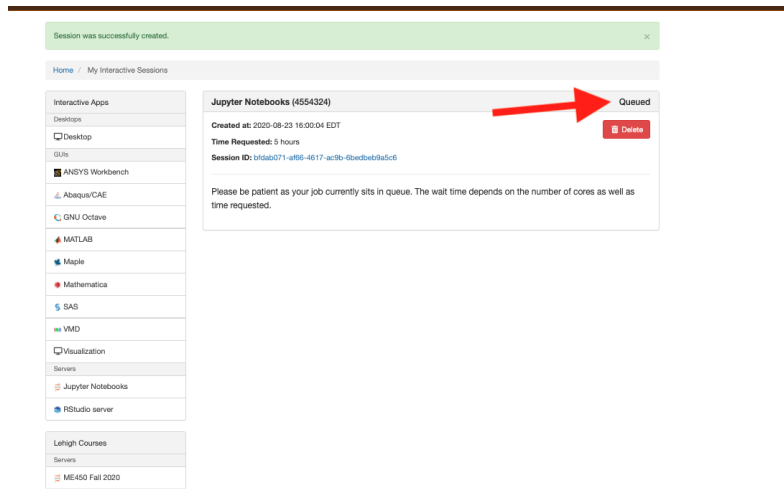 Session was successfully created. ×
Home / My Interactive Sessions
Interactive Apps
Desktops
Desktop
GUIs
ANSYS Workbench
Abaqus/CAE
GNU Octave
MATLAB
Maple
Mathematica
SAS
VMD
Visualization
Servers
Jupyter Notebooks
RStudio server
Lehigh Courses
Servers
ME450 Fall 2020
Jupyter Notebooks (4554324) Queued
Created at: 2020-08-23 16:00:04 EDT
Delete
Time Requested: 5 hours
Session ID: bfdab071-af66-4617-ac9b-6bedbeb9a5c6
Please be patient as your job currently sits in queue. The wait time depends on the number of cores as well as
time requested.